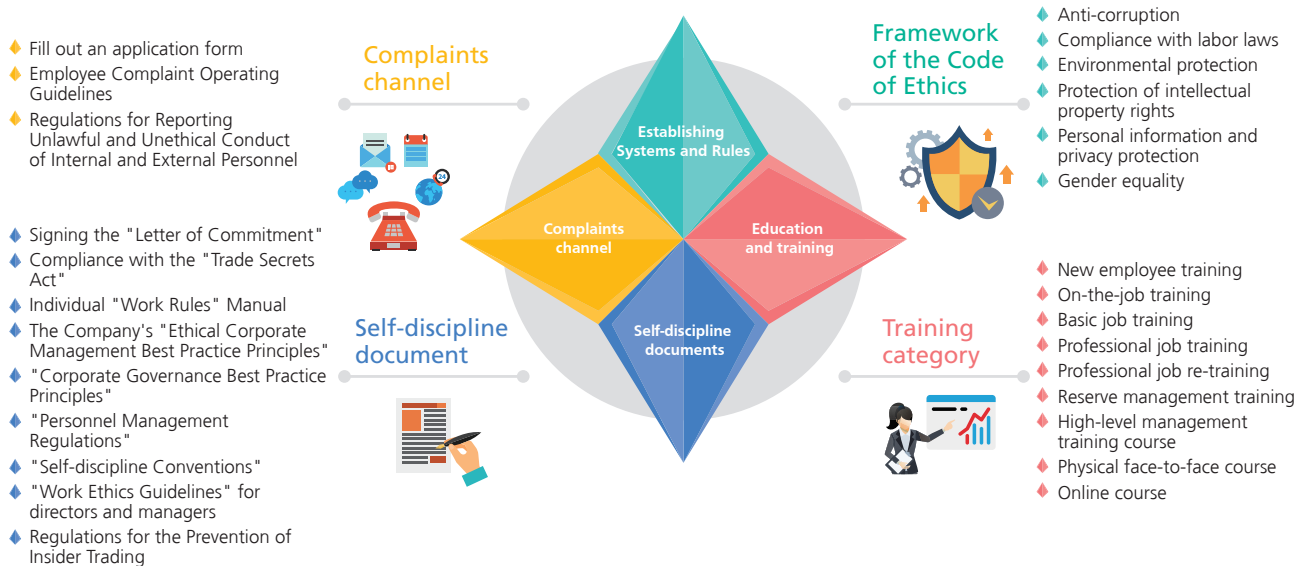 Complaints
channel
Fill out an application form
Employee Complaint Operating
Guidelines
Regulations for Reporting
Unlawful and Unethical Conduct
of Internal and External Personnel
24
Self-discipline
document
Signing the "Letter of Commitment"
Compliance with the "Trade Secrets
Act"
Individual "Work Rules" Manual
The Company's "Ethical Corporate
Management Best Practice Principles"
"Corporate Governance Best Practice
Principles"
"Personnel Management
Regulations"
"Self-discipline Conventions"
"Work Ethics Guidelines" for
directors and managers
Regulations for the Prevention of
Insider Trading
Establishing
Systems and Rules
Complaints
channel
Education
and training
Self-discipline
documents
Framework
of the Code
of Ethics
Anti-corruption
Compliance with labor laws
Environmental protection
Protection of intellectual
property rights
Personal information and
privacy protection
Gender equality
Training
category
New employee training
On-the-job training
Basic job training
Professional job training
Professional job re-training
Reserve management training
High-level management
training course
Physical face-to-face course
Online course